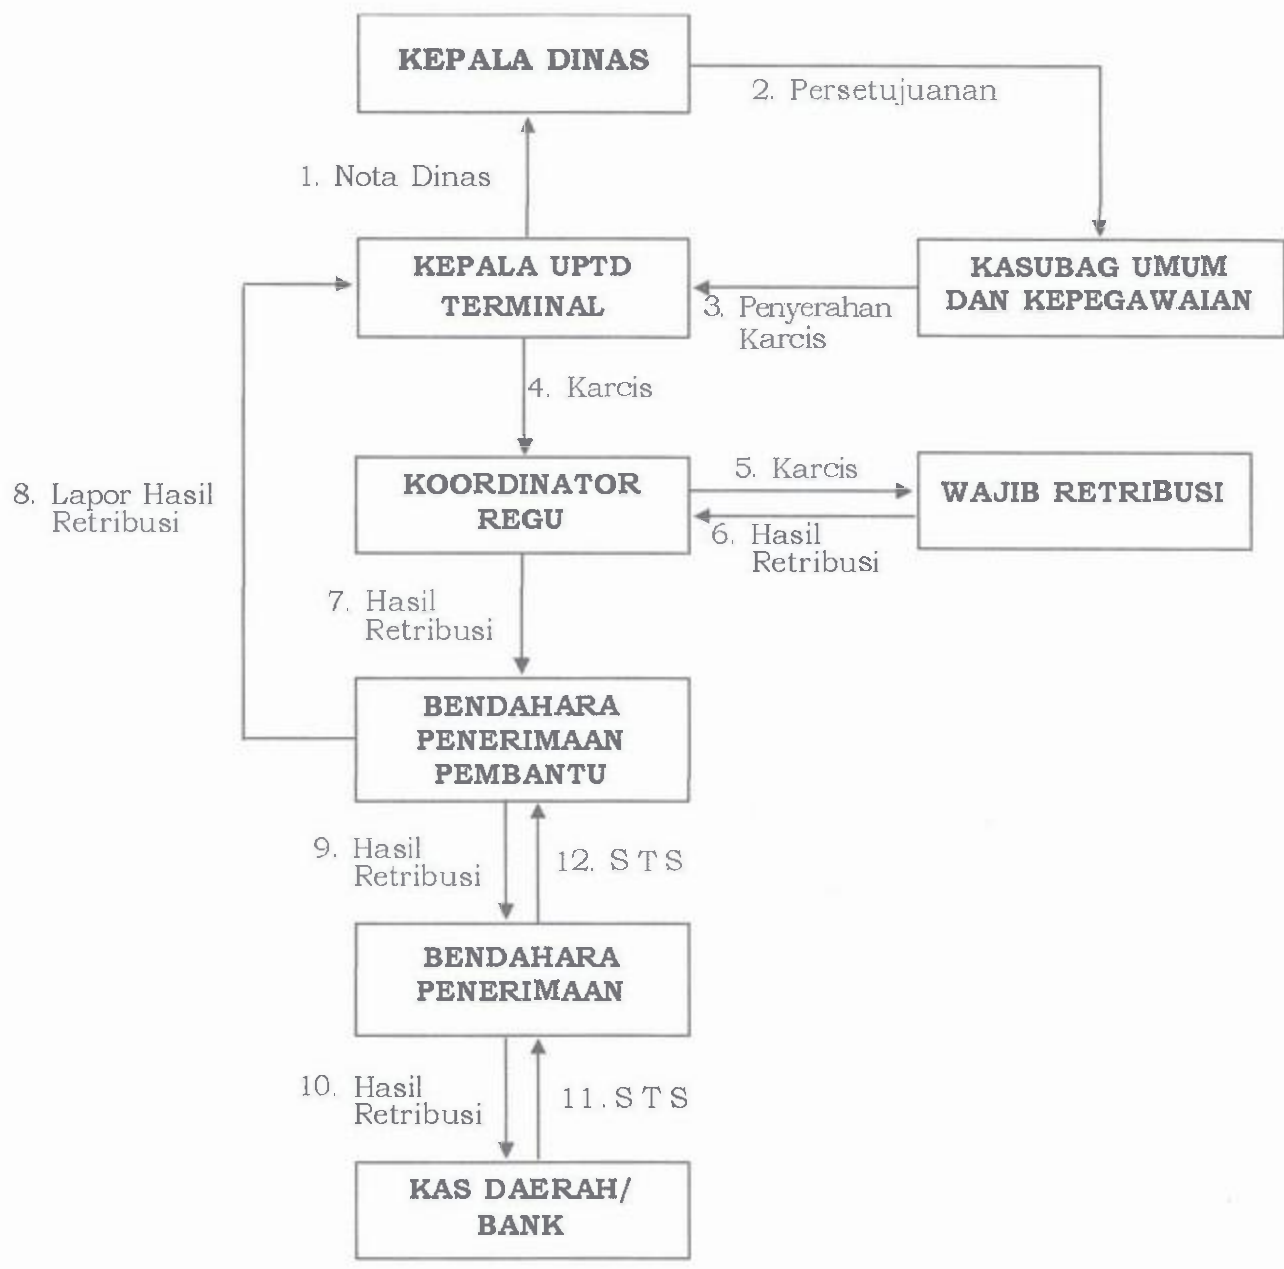 KEPALA DINAS
2. Persetujuanan
1. Nota Dinas
KEPALA UPTD
TERMINAL
KASUBAG UMUM
DAN KEPEGAWAIAN
3. Penyerahan
Karcis
4. Karcis
KOORDINATOR
REGU
5. Karcis
WAJIB RETRIBUSI
6. Hasil
Retribusi
8. Lapor Hasil
Retribusi
7. Hasil
Retribusi
BENDAHARA
PENERIMAAN
PEMBANTU
9. Hasil
Retribusi
12. S T S
BENDAHARA
PENERIMAAN
10. Hasil
Retribusi
11. S T S
KAS DAERAH/
BANK